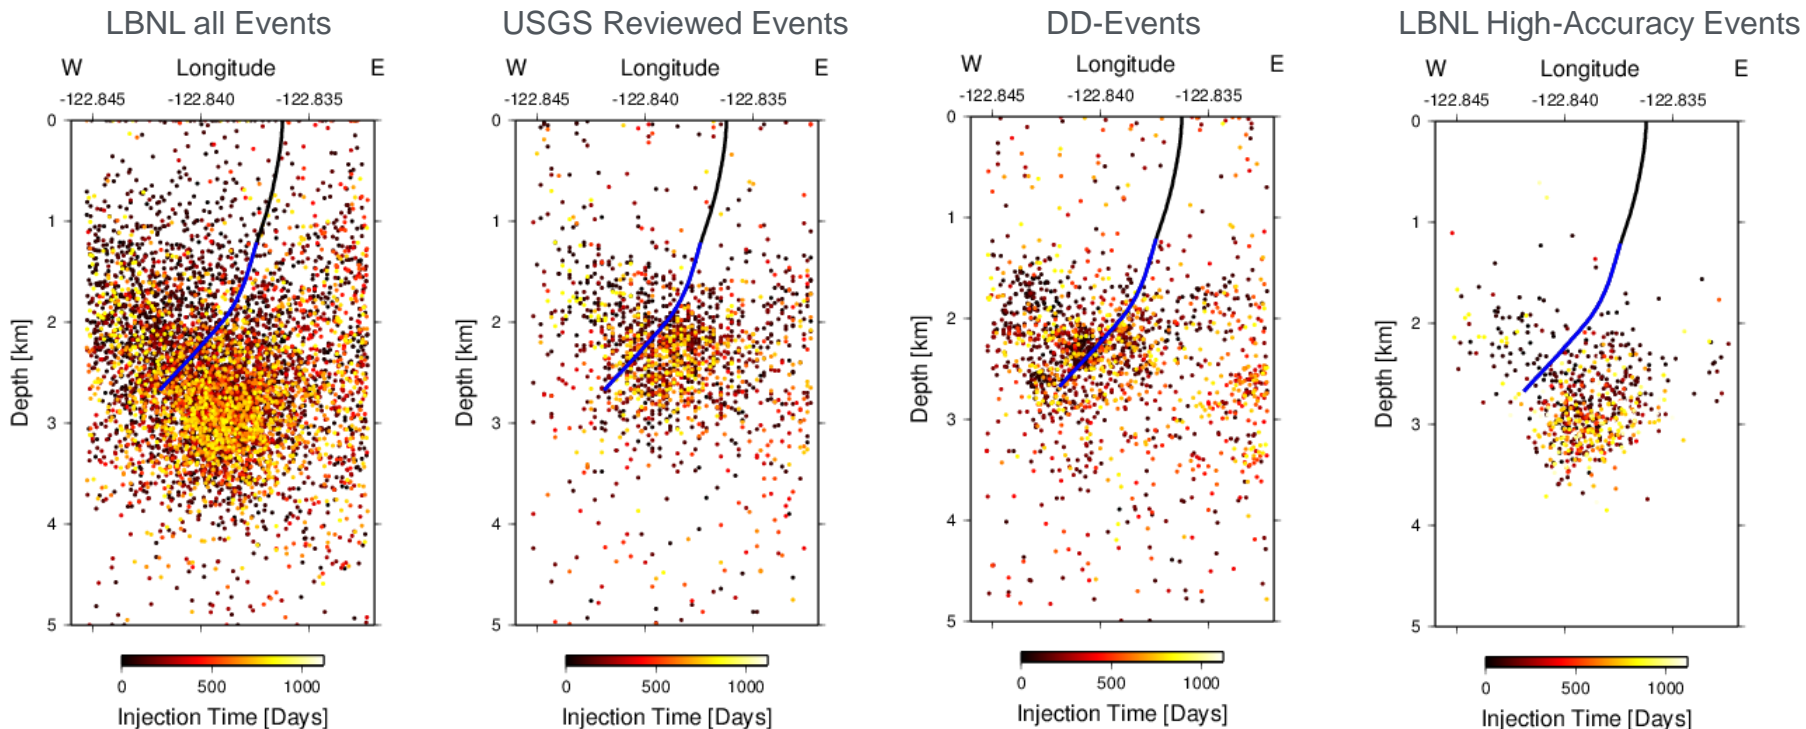 LBNL all Events
W Longitude E
-122.845 -122.840 -122.835
0
1
2
3
4
5
Depth [km]
0 500 1000
Injection Time [Days]
USGS Reviewed Events
W Longitude E
-122.845 -122.840 -122.835
0
1
2
3
4
5
Depth [km]
0 500 1000
Injection Time [Days]
DD-Events
W Longitude E
-122.845 -122.840 -122.835
0
1
2
3
4
5
Depth [km]
0 500 1000
Injection Time [Days]
LBNL High-Accuracy Events
W Longitude E
-122.845 -122.840 -122.835
0
1
2
3
4
5
Depth [km]
0 500 1000
Injection Time [Days]